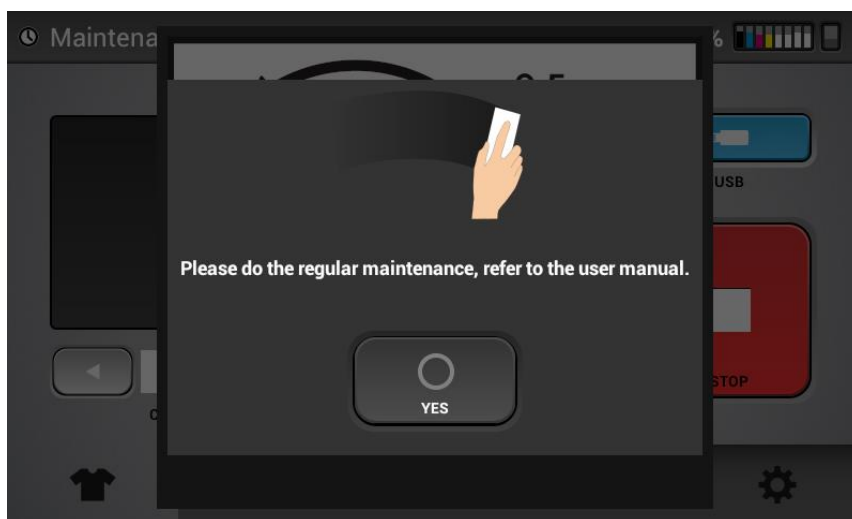 Maintena
%
USB
Please do the regular maintenance, refer to the user manual.
YES
STOP